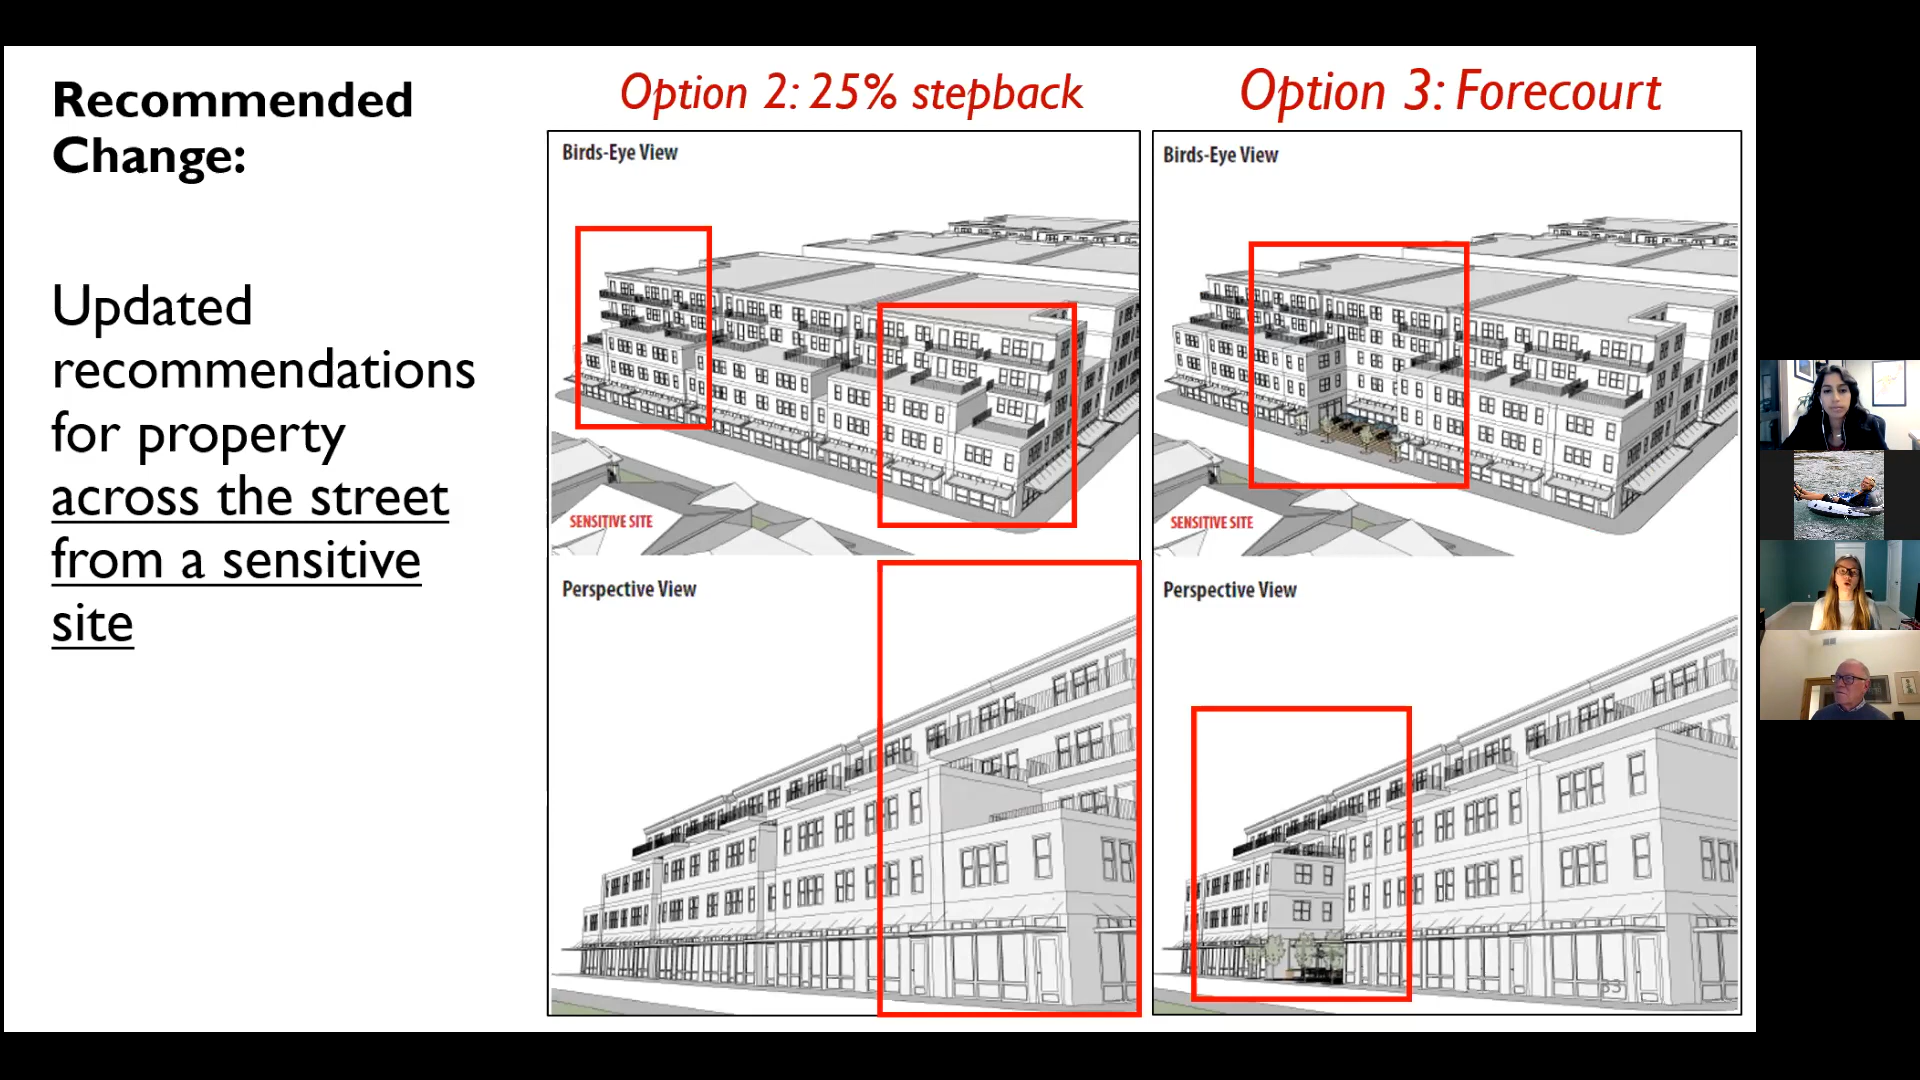 Recommended
Change:
Updated
recommendations
for property
across the street
from a sensitive
site
Option 2: 25% stepback
Birds-Eye View
SENSITIVE SITE
Perspective View
Option 3: Forecourt
Birds-Eye View
SENSITIVE SITE
Perspective View
33